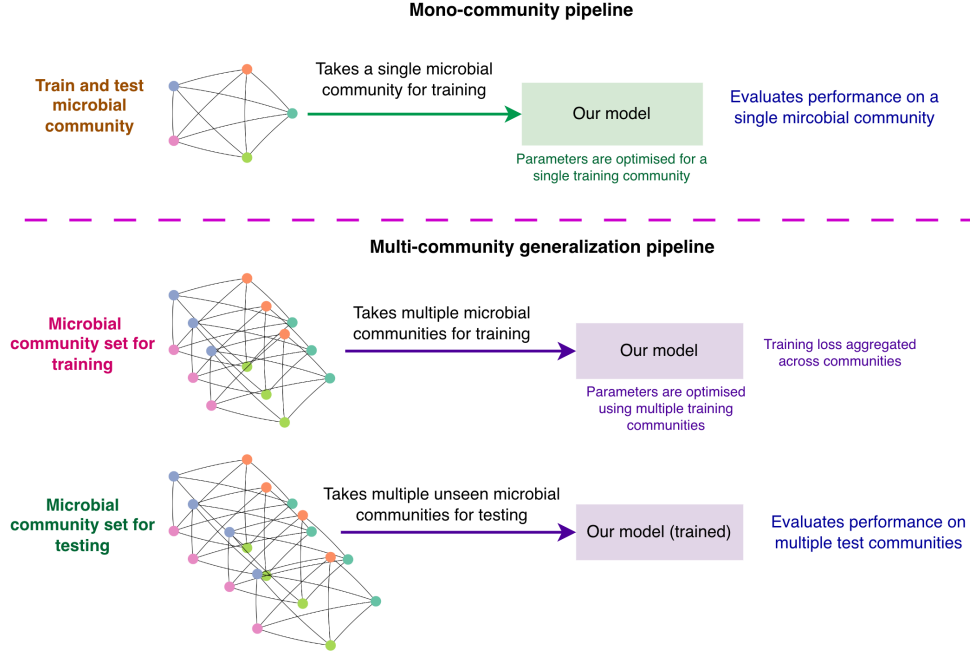 Mono-community pipeline
Train and test
microbial
community
Takes a single microbial
community for training
Our model
Parameters are optimised for a
single training community
Evaluates performance on a
single mircobial community
Multi-community generalization pipeline
Microbial
community set for
training
Takes multiple microbial
communities for training
Our model
Parameters are optimised
using multiple training
communities
Training loss aggregated
across communities
Microbial
community set for
testing
Takes multiple unseen microbial
communities for testing
Our model (trained)
Evaluates performance on
multiple test communities